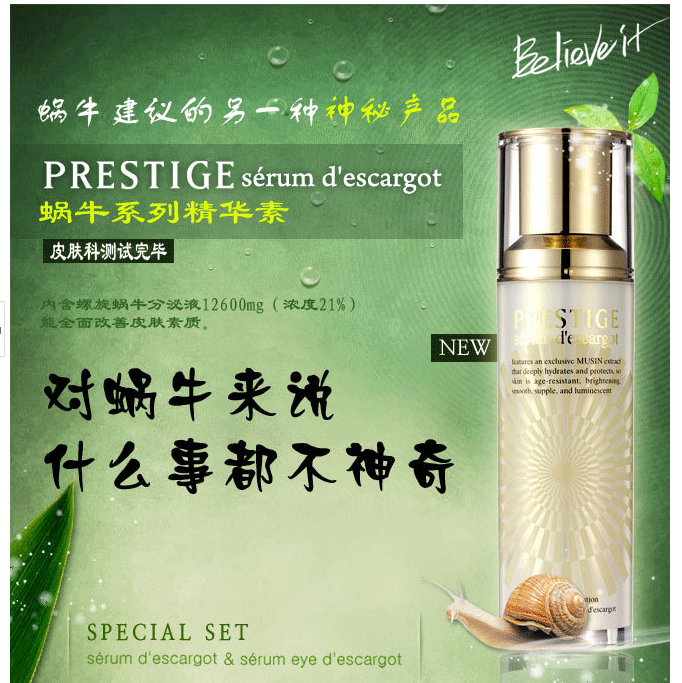 Believe it
蜗牛建议的另一种神秘产品
PRESTIGE sérum d'escargot
蜗牛系列精华素
皮肤科测试完毕
内含螺旋蜗牛分泌液12600mg（浓度21%）
能全面改善皮肤素质。
NEW
PRESTIGE
sérum d'escargot
features an exclusive MUSIN extract
that deeply hydrates and protects, so
skin is age-resistant, brightening,
smooth, supple, and luminescent
对蜗牛来说
什么事都不神奇
d'escargot
SPECIAL SET
sérum d'escargot & sérum eye d'escargot